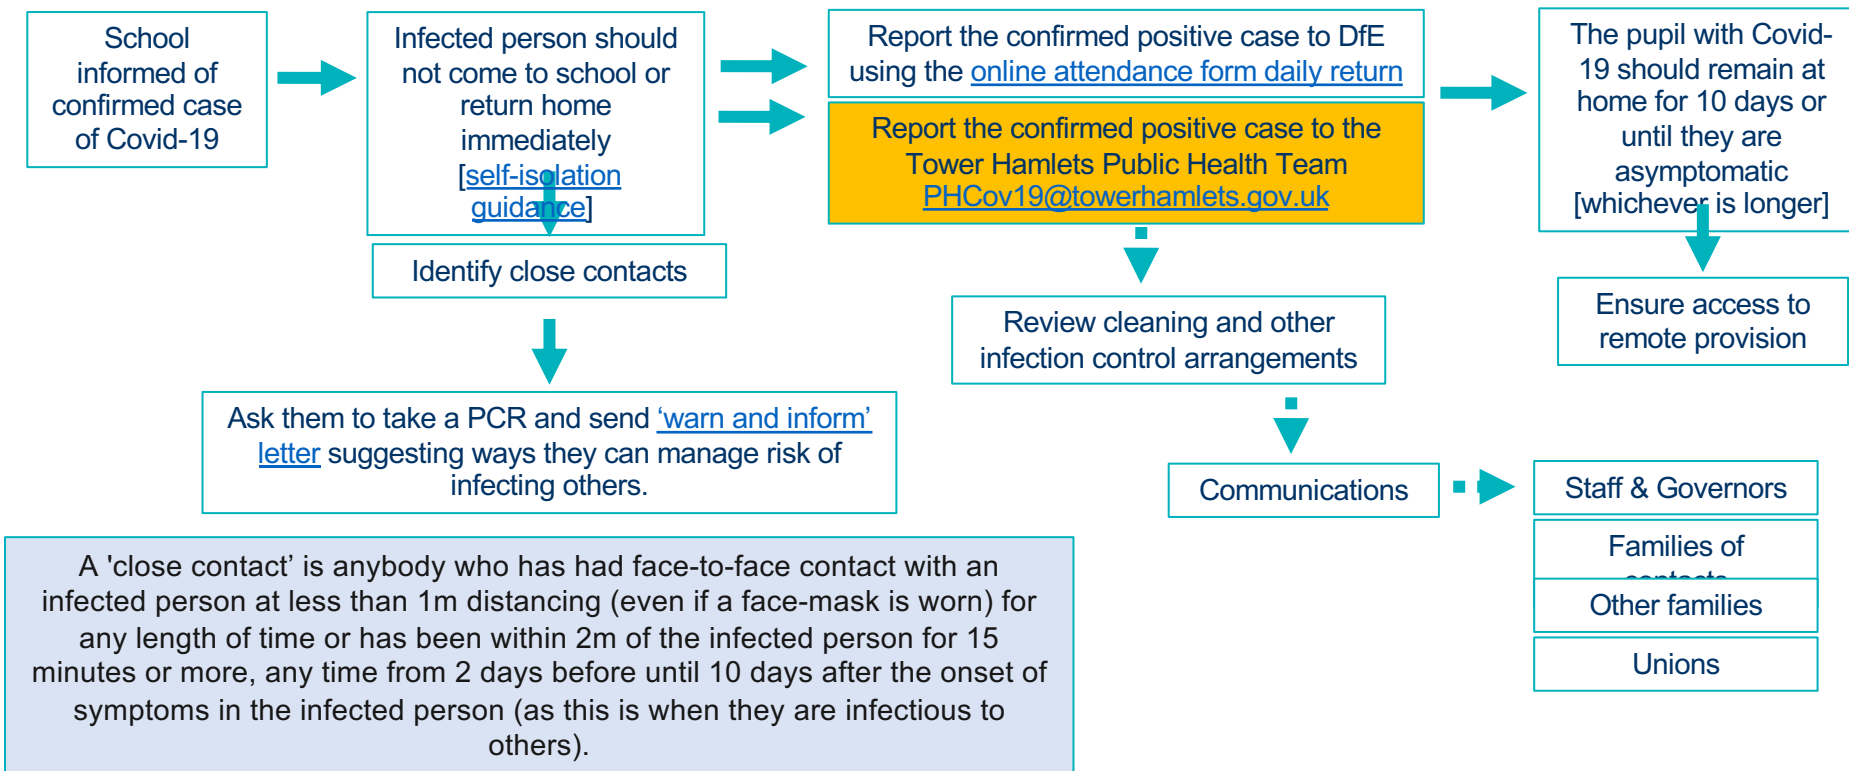 School
informed of
confirmed case
of Covid-19
Infected person should
not come to school or
return home
immediately
[self-isolation
guidance]
Report the confirmed positive case to DfE
using the online attendance form daily return
Report the confirmed positive case to the
Tower Hamlets Public Health Team
PHCov19@towerhamlets.gov.uk
The pupil with Covid-
19 should remain at
home for 10 days or
until they are
asymptomatic
[whichever is longer]
Identify close contacts
Review cleaning and other
infection control arrangements
Ensure access to
remote provision
Ask them to take a PCR and send ‘warn and inform’
letter suggesting ways they can manage risk of
infecting others.
Communications
Staff & Governors
Families of
contacts
Other families
Unions
A 'close contact’ is anybody who has had face-to-face contact with an
infected person at less than 1m distancing (even if a face-mask is worn) for
any length of time or has been within 2m of the infected person for 15
minutes or more, any time from 2 days before until 10 days after the onset of
symptoms in the infected person (as this is when they are infectious to
others).